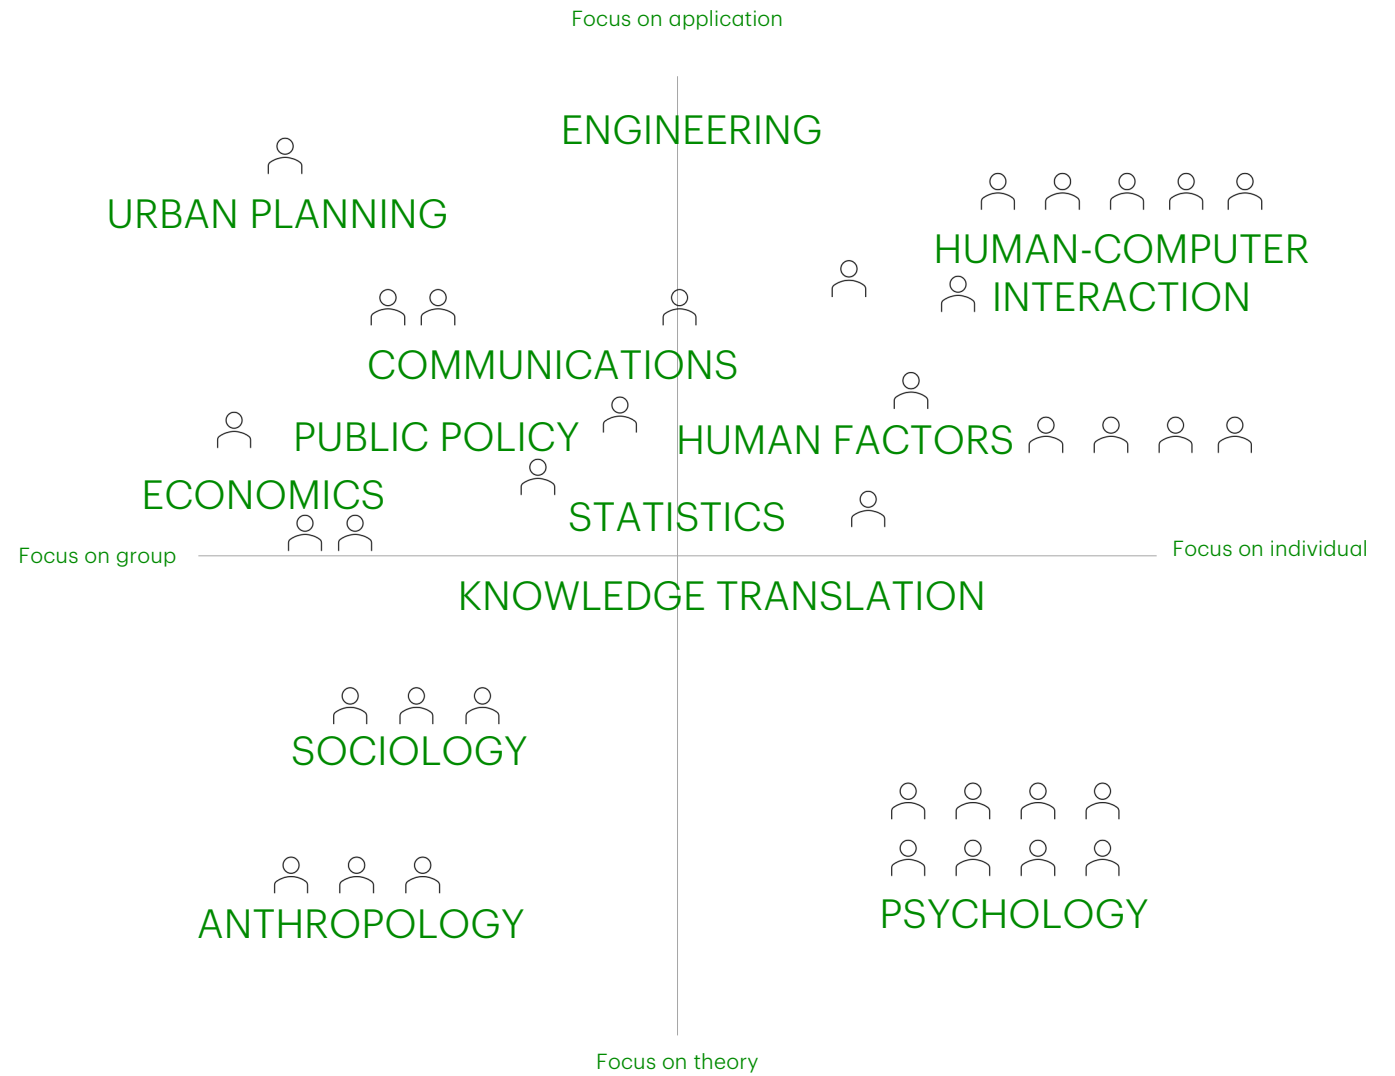 Focus on application
ENGINEERING
URBAN PLANNING
HUMAN-COMPUTER
INTERACTION
COMMUNICATIONS
PUBLIC POLICY
HUMAN FACTORS
ECONOMICS
STATISTICS
Focus on group
Focus on individual
KNOWLEDGE TRANSLATION
SOCIOLOGY
PSYCHOLOGY
ANTHROPOLOGY
Focus on theory